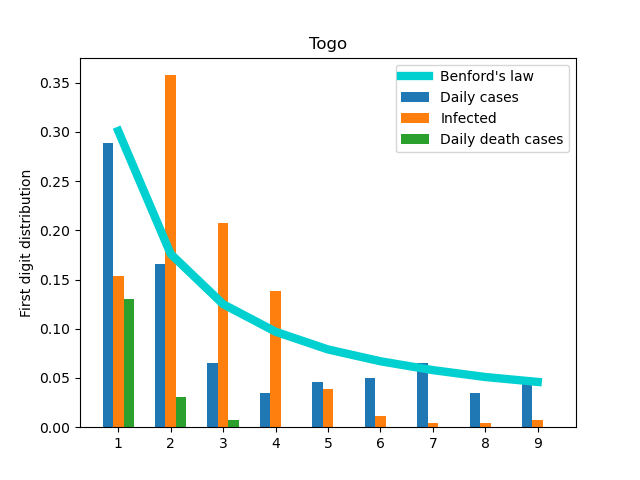 Togo
Benford's law
Daily cases
Infected
Daily death cases
First digit distribution
0.35
0.30
0.25
0.20
0.15
0.10
0.05
0.00
1 2 3 4 5 6 7 8 9